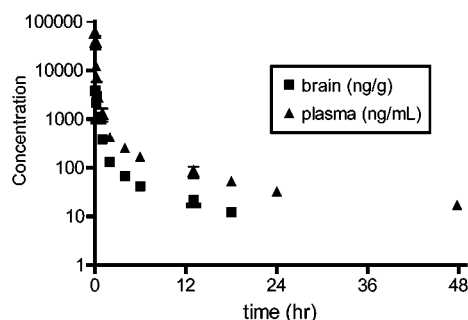 100000
10000
1000
100
10
1
Concentration
brain (ng/g)
plasma (ng/mL)
0
12
24
36
48
time (hr)